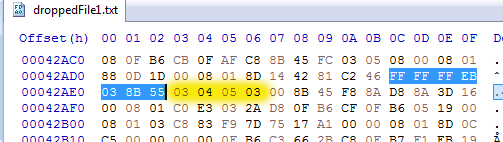 droppedFile1.txt
Offset(h) 00 01 02 03 04 05 06 07 08 09 0A 0B 0C 0D 0E 0F
00042AC0 08 0F B6 CB 0F AF C8 8B 45 FC 03 05 08 00 08 01
00042AD0 88 0D 1D 00 08 01 8D 14 42 81 C2 46 FF FF FF EB
00042AE0 03 8B 55 03 04 05 03 00 8B 45 F8 8A D8 8A 3D 16
00042AF0 00 08 01 C0 E3 03 2A D8 0F B6 CF 0F B6 05 19 00
00042B00 08 01 03 C8 83 F9 7D 75 17 A1 00 00 08 01 8D 0C